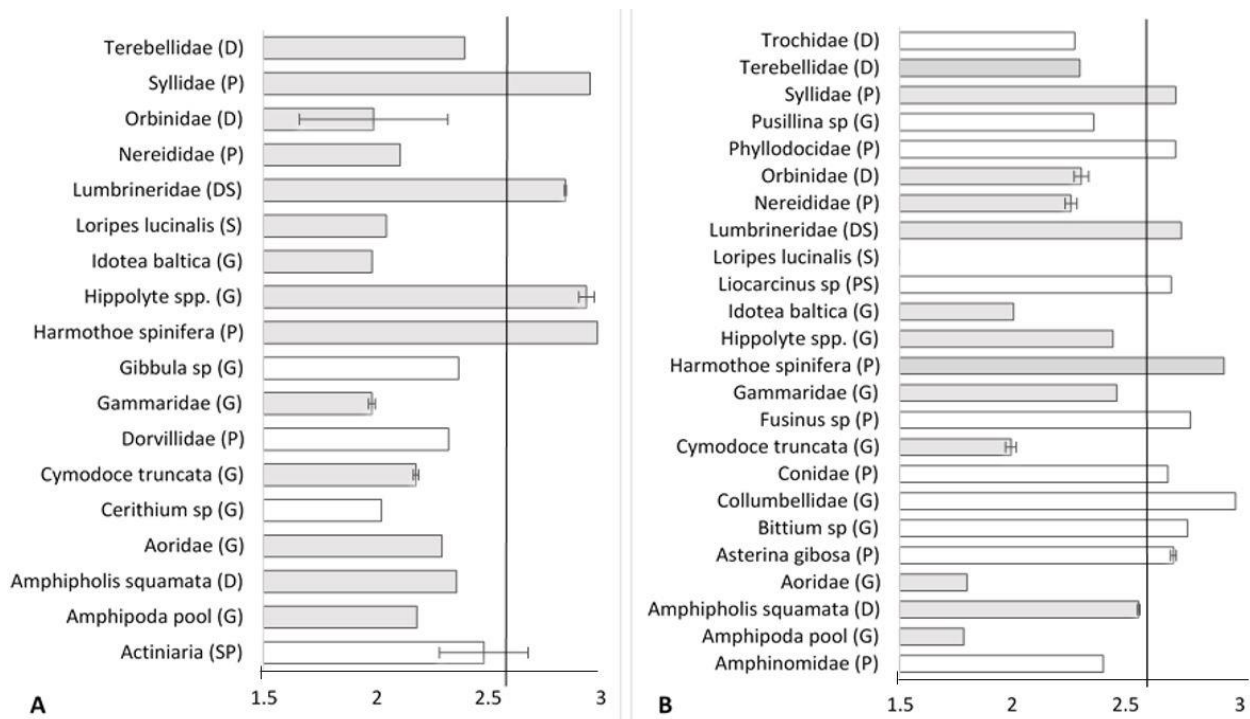 Terebellidae (D)
Syllidae (P)
Orbinidae (D)
Nereididae (P)
Lumbrineridae (DS)
Loripes lucinalis (S)
Idotea baltica (G)
Hippolyte spp. (G)
Harmothoe spinifera (P)
Gibbula sp (G)
Gammaridae (G)
Dorvillidae (P)
Cymodoce truncata (G)
Cerithium sp (G)
Aoridae (G)
Amphipholis squamata (D)
Amphipoda pool (G)
Actiniaria (SP)
1.5 2 2.5 3
A
Trochidae (D)
Terebellidae (D)
Syllidae (P)
Pusillina sp (G)
Phyllodocidae (P)
Orbinidae (D)
Nereididae (P)
Lumbrineridae (DS)
Loripes lucinalis (S)
Liocarcinus sp (PS)
Idotea baltica (G)
Hippolyte spp. (G)
Harmothoe spinifera (P)
Gammaridae (G)
Fusinus sp (P)
Cymodoce truncata (G)
Conidae (P)
Collumbellidae (G)
Bittium sp (G)
Asterina gibosa (P)
Aoridae (G)
Amphipholis squamata (D)
Amphipoda pool (G)
Amphinomidae (P)
1.5 2 2.5 3
B